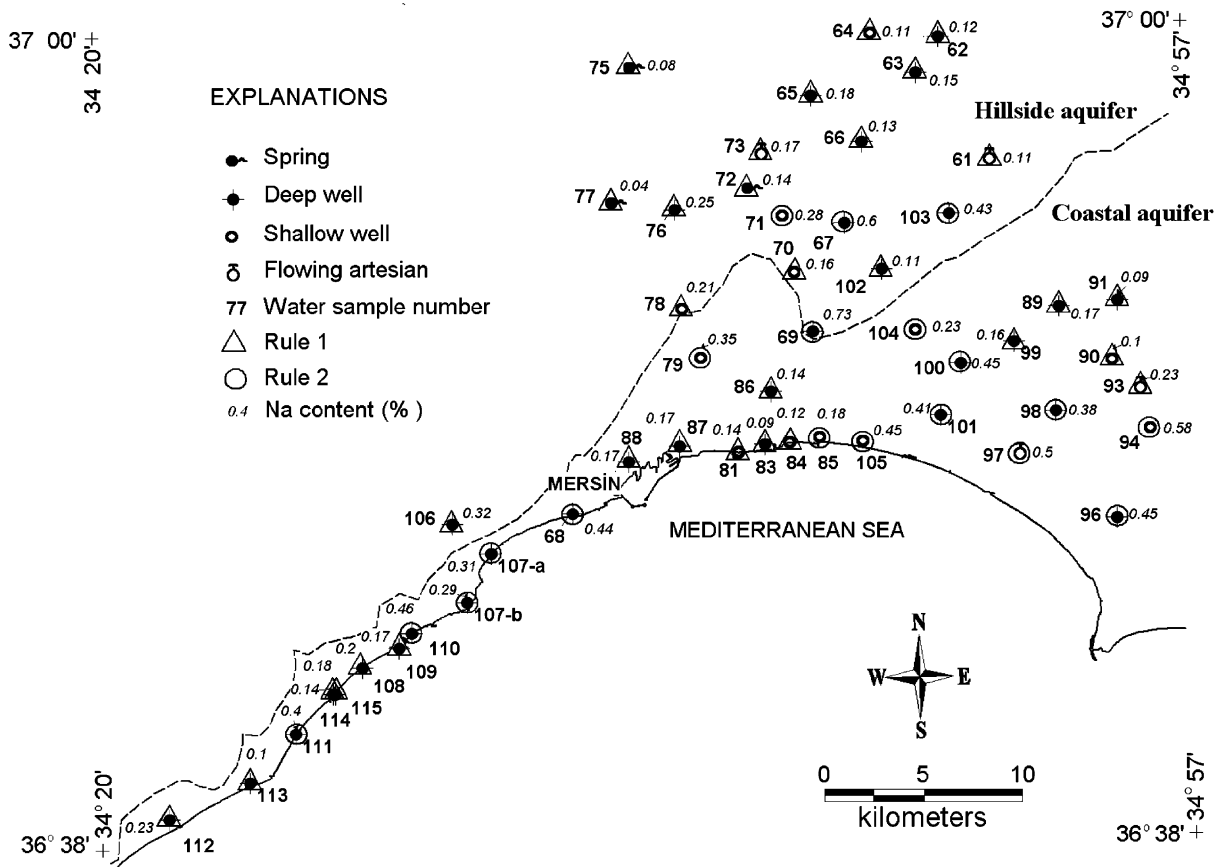 37 00'
34 20'
37° 00'
34° 57'
EXPLANATIONS
Spring
Deep well
Shallow well
Flowing artesian
77 Water sample number
Rule 1
Rule 2
0.4 Na content (% )
Hillside aquifer
Coastal aquifer
64 0.11
0.12
62
63
0.15
75 0.08
65 0.18
66 0.13
73 0.17
61 0.11
72 0.14
77 0.04
76 0.25
71 0.28
67 0.6
103 0.43
70 0.16
102 0.11
78 0.21
91 0.09
89 0.17
69 0.73
104 0.23
99 0.16
79 0.35
100 0.45
90 0.1
93 0.23
86 0.14
101 0.41
98 0.38
94 0.58
97 0.5
87 0.17
88 0.17
81 0.14
83 0.09
84 0.12
85 0.18
105 0.45
96 0.45
MERSİN
MEDITERRANEAN SEA
68 0.44
106 0.32
107-a 0.31
107-b 0.29
110 0.46
109 0.17
108 0.2
115 0.18
114 0.14
111 0.4
113 0.1
112 0.23
N
W E
S
0 5 10
kilometers
34° 20'
36° 38'
34° 57'
36° 38'